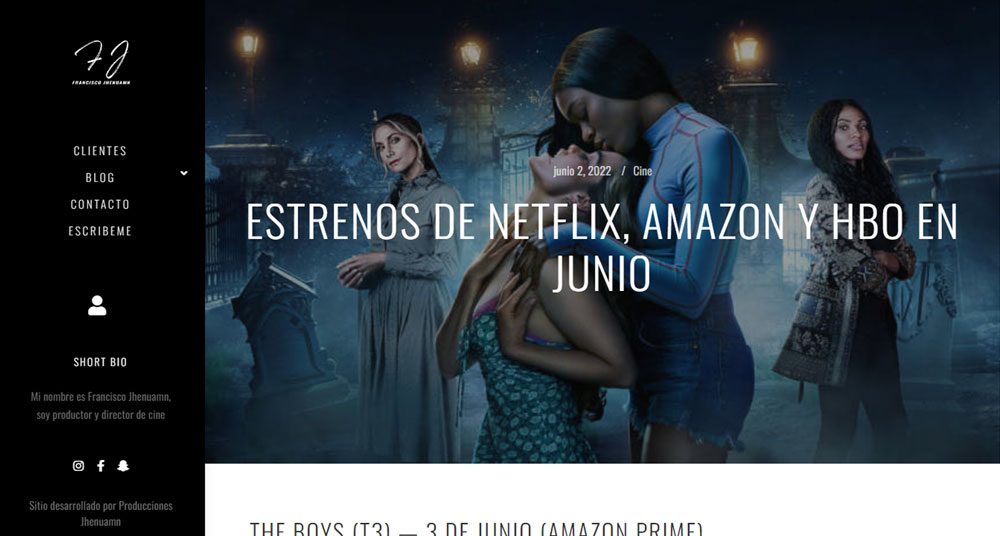 FJ
FRANCISCO JHENUAMN
CLIENTES
BLOG
CONTACTO
ESCRIBEME
SHORT BIO
Mi nombre es Francisco Jhenuamn,
soy productor y director de cine
Sitio desarrollado por Producciones
Jhenuamn
junio 2, 2022 / Cine
ESTRENOS DE NETFLIX, AMAZON Y HBO EN
JUNIO
THE BOYS (T3) — 3 DE JUNIO (AMAZON PRIME)